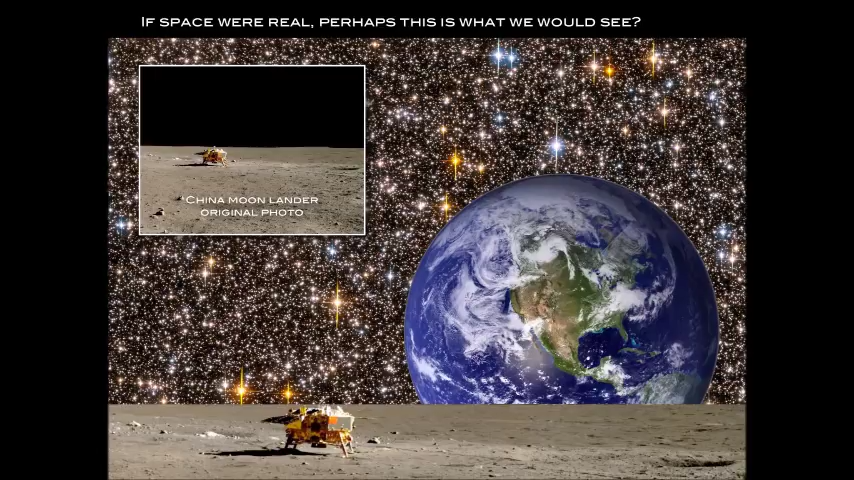 If space were real, perhaps this is what we would see?
*China moon lander
original photo